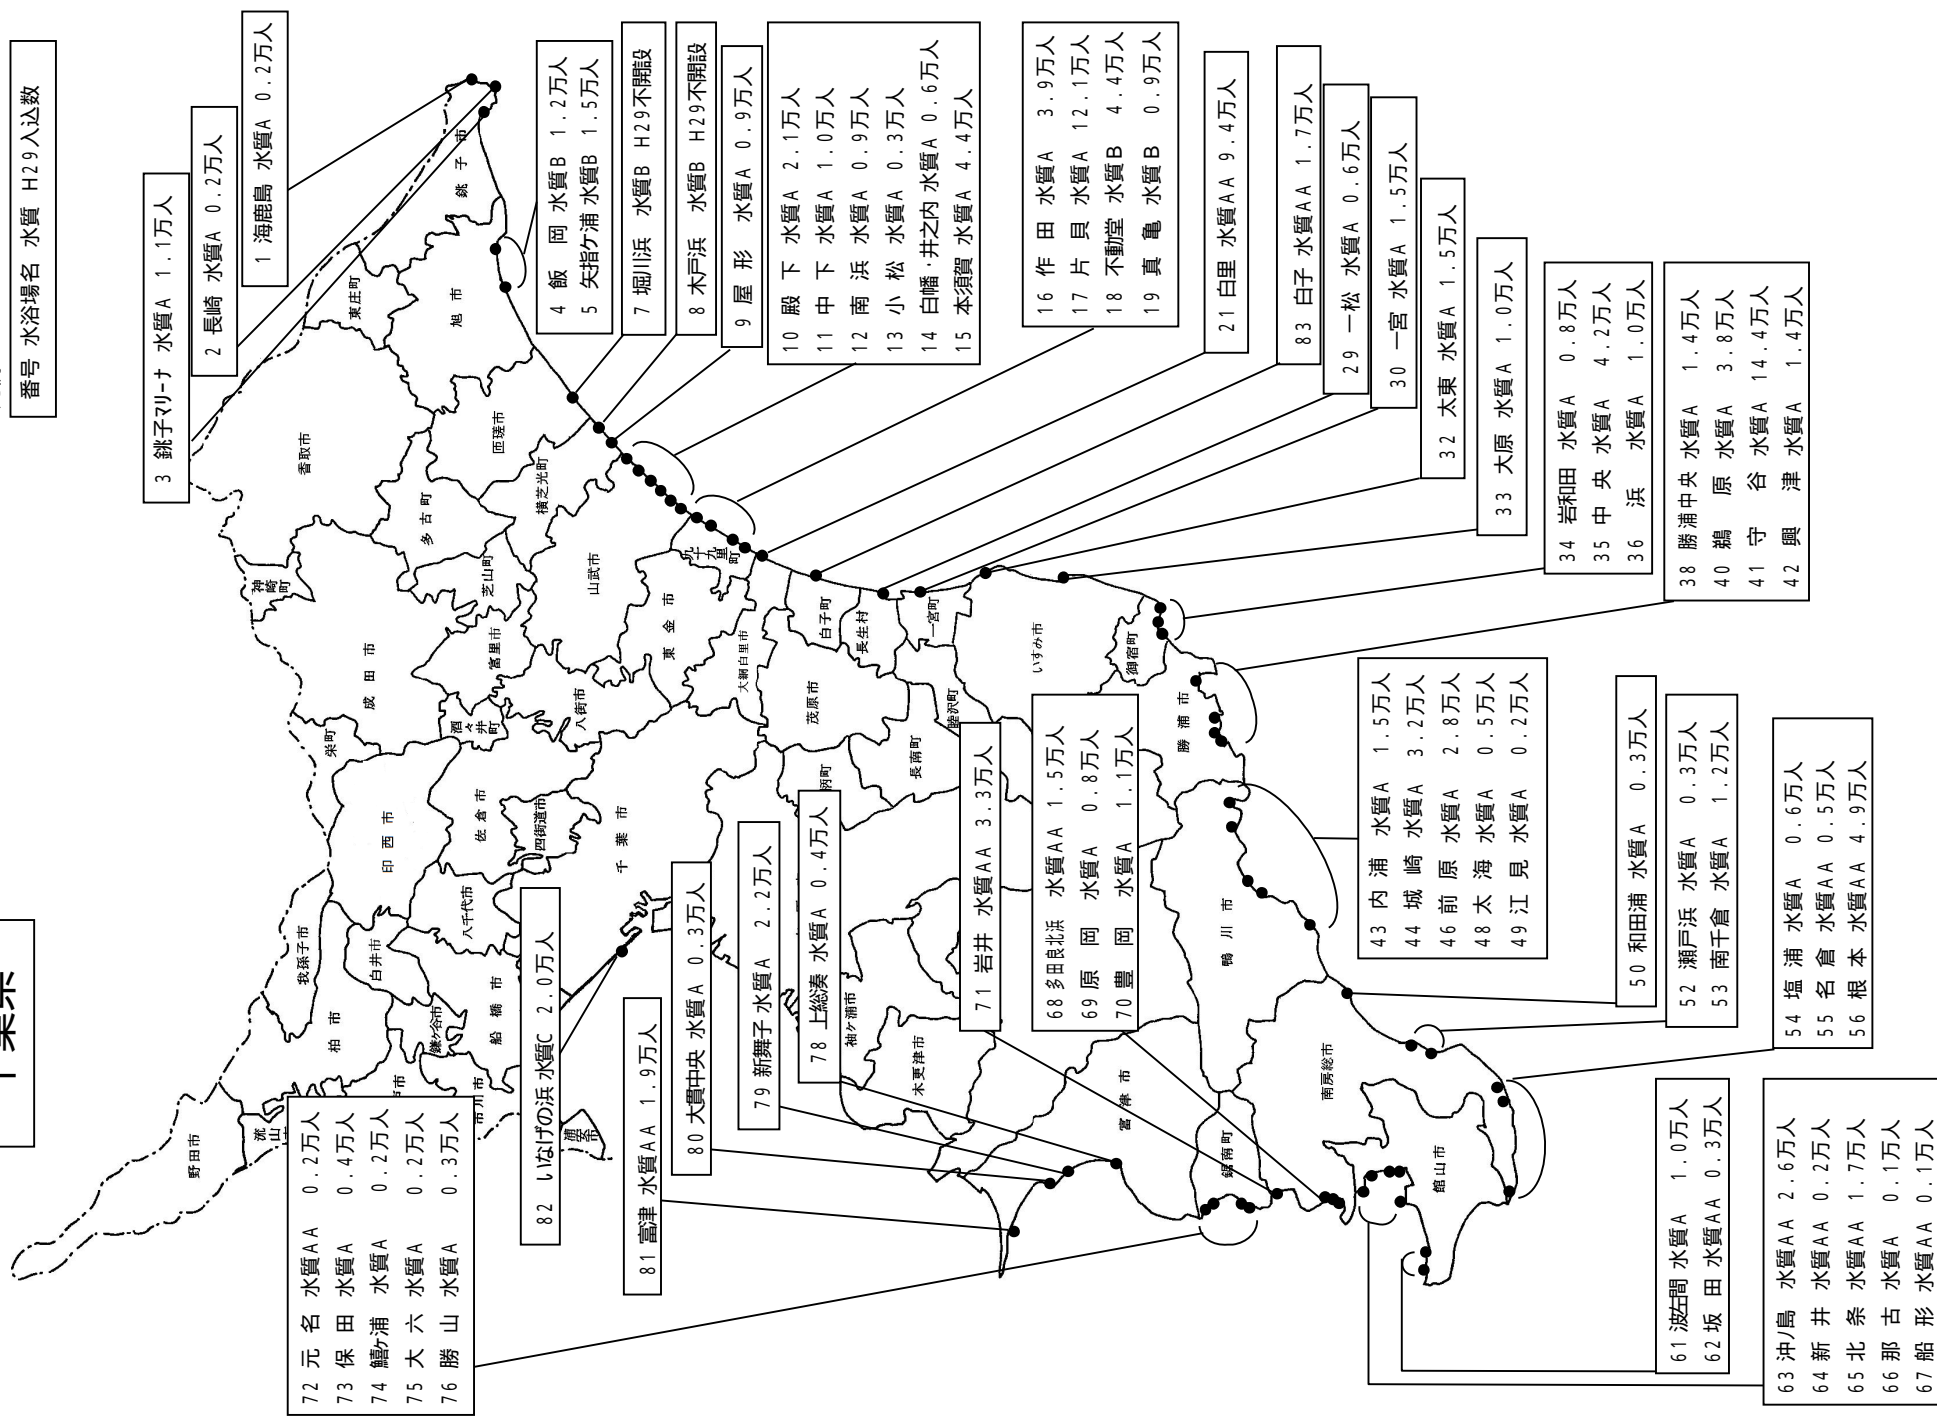 番号 水浴場名 水質 H29入込数
1 海鹿島 水質A 0.2万人
2 長崎 水質A 0.2万人
3 銚子マリーナ 水質A 1.1万人
4 飯岡 水質B 1.2万人
5 矢指ケ浦 水質B 1.5万人
7 堀川浜 水質B H29不開設
8 木戸浜 水質B H29不開設
9 屋形 水質A 0.9万人
10 殿下 水質A 2.1万人
11 中下 水質A 1.0万人
12 南浜 水質A 0.9万人
13 小松 水質A 0.3万人
14 白幡・井之内 水質A 0.6万人
15 本須賀 水質A 4.4万人
16 作田 水質A 3.9万人
17 片貝 水質A 12.1万人
18 不動堂 水質B 4.4万人
19 真亀 水質B 0.9万人
21 白里 水質AA 9.4万人
83 白子 水質AA 1.7万人
29 一松 水質A 0.6万人
30 一宮 水質A 1.5万人
32 太東 水質A 1.5万人
33 大原 水質A 1.0万人
34 岩和田 水質A 0.8万人
35 中央 水質A 4.2万人
36 浜 水質A 1.0万人
38 勝浦中央 水質A 1.4万人
40 鵜原 水質A 3.8万人
41 守谷 水質A 14.4万人
42 興津 水質A 1.4万人
43 内浦 水質A 1.5万人
44 城崎 水質A 3.2万人
46 前原 水質A 2.8万人
48 太海 水質A 0.5万人
49 江見 水質A 0.2万人
50 和田浦 水質A 0.3万人
52 瀬戸浜 水質A 0.3万人
53 南千倉 水質A 1.2万人
54 塩浦 水質A 0.6万人
55 名倉 水質AA 0.5万人
56 根本 水質AA 4.9万人
61 波左間 水質A 1.0万人
62 坂田 水質AA 0.3万人
63 沖ノ島 水質AA 2.6万人
64 新井 水質AA 0.2万人
65 北条 水質AA 1.7万人
66 那古 水質A 0.1万人
67 船形 水質AA 0.1万人
68 多田良北浜 水質AA 1.5万人
69 原岡 水質A 0.8万人
70 豊岡 水質A 1.1万人
71 岩井 水質AA 3.3万人
72 元名 水質AA 0.2万人
73 保田 水質A 0.4万人
74 鱚ケ浦 水質A 0.2万人
75 大六 水質A 0.2万人
76 勝山 水質A 0.3万人
78 上総湊 水質A 0.4万人
79 新舞子 水質A 2.2万人
80 大貫中央 水質A 0.3万人
81 富津 水質AA 1.9万人
82 いなげの浜 水質C 2.0万人
銚子市
東庄町
旭市
香取市
匝瑳市
多古町
横芝光町
神崎町
芝山町
山武市
九十九里町
成田市
富里市
東金市
大網白里市
白子町
長生村
一宮町
いすみ市
御宿町
栄町
酒々井町
八街市
茂原市
睦沢町
勝浦市
印西市
佐倉市
四街道市
千葉市
柄町
長南町
我孫子市
白井市
八千代市
柏市
鎌ケ谷市
船橋市
戸市
市川市
野田市
流山
浦安市
袖ケ浦市
木更津市
富津市
鋸南町
鴨川市
南房総市
館山市